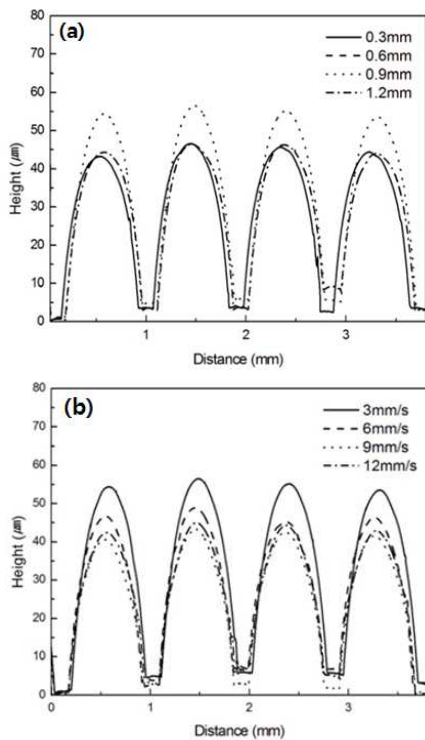 (a)
80
70
60
50
40
30
20
10
0
Height (㎛)
0.3mm
0.6mm
0.9mm
1.2mm
1
2
3
Distance (mm)
(b)
80
70
60
50
40
30
20
10
0
Height (㎛)
3mm/s
6mm/s
9mm/s
12mm/s
0
1
2
3
Distance (mm)